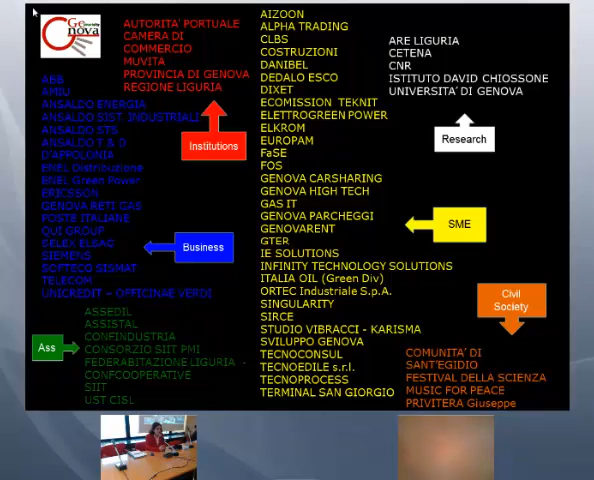 Genova
AUTORITA' PORTUALE
CAMERA DI
COMMERCIO
MUVITA
PROVINCIA DI GENOVA
REGIONE LIGURIA
Institutions
ABB
AMIU
ANSALDO ENERGIA
ANSALDO SIST. INDUSTRIALI
ANSALDO STS
ANSALDO T & D
D'APPOLONIA
ENEL Distribuzione
ENEL Green Power
ERICSSON
GENOVA RETI GAS
POSTE ITALIANE
QUI GROUP
SELEX ELSAG
SIEMENS
SOFTECO SISMAT
TELECOM
UNICREDIT – OFFICINAE VERDI
Business
ASSEDIL
ASSISTAL
CONFINDUSTRIA
CONSORZIO SIIT PMI
FEDERABITAZIONE LIGURIA -
CONFCOOPERATIVE
SIIT
UST CISL
Ass
AIZOON
ALPHA TRADING
CLBS
COSTRUZIONI
DANIBEL
DEDALO ESCO
DIXET
ECOMISSION TEKNIT
ELETTROGREEN POWER
ELKROM
EUROPAM
FaSE
FOS
GENOVA CARSHARING
GENOVA HIGH TECH
GAS IT
GENOVA PARCHEGGI
GENOVARENT
GTER
IE SOLUTIONS
INFINITY TECHNOLOGY SOLUTIONS
ITALIA OIL (Green Div)
ORTEC Industriale S.p.A.
SINGULARITY
SIRCE
STUDIO VIBRACCI - KARISMA
SVILUPPO GENOVA
TECNOCONSUL
TECNOEDILE s.r.l.
TECNOPROCESS
TERMINAL SAN GIORGIO
SME
ARE LIGURIA
CETENA
CNR
ISTITUTO DAVID CHIOSSONE
UNIVERSITA' DI GENOVA
Research
Civil
Society
COMUNITA' DI
SANT'EGIDIO
FESTIVAL DELLA SCIENZA
MUSIC FOR PEACE
PRIVITERA Giuseppe